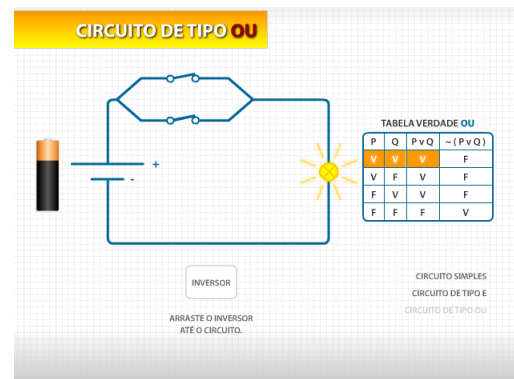 CIRCUITO DE TIPO OU
+
-
TABELA VERDADE OU
P Q P v Q ~ ( P v Q )
V V V F
V F V F
F V V F
F F F V
INVERSOR
ARRASTE O INVERSOR
ATÉ O CIRCUITO.
CIRCUITO SIMPLES
CIRCUITO DE TIPO E
CIRCUITO DE TIPO OU